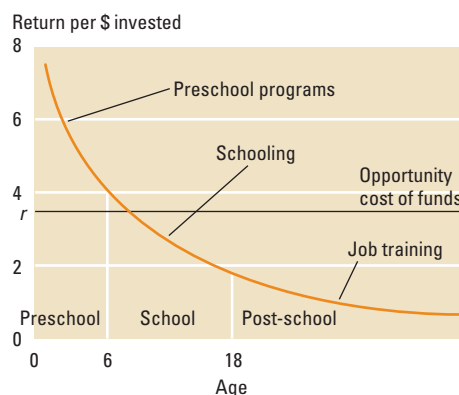 Return per $ invested
8
Preschool programs
6
Schooling
Opportunity
cost of funds
4
r
Job training
2
Preschool
School
Post-school
0
0
6
18
Age